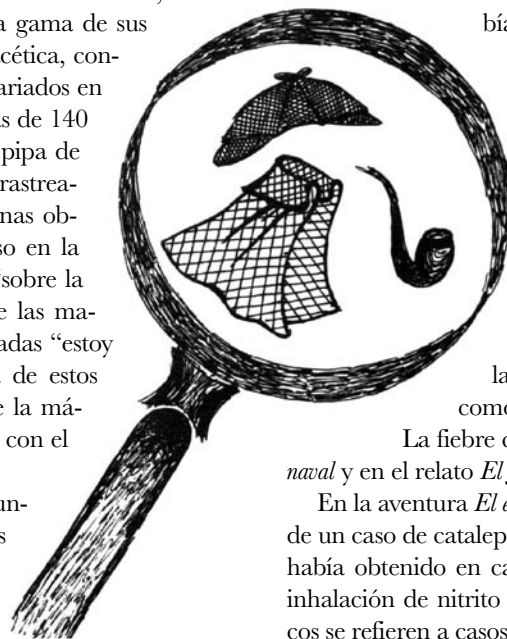 a gama de sus
cética, con-
ariados en
s de 140
pipa de
rastrea-
nas ob-
so en la
sobre la
e las ma-
adas “estoy
de estos
e la má-
con el
un-
s
bía
la
como
La fiebre
naval y en el relato El
En la aventura El
de un caso de catalep
había obtenido en ca
inhalación de nitrito
cos se refieren a casos